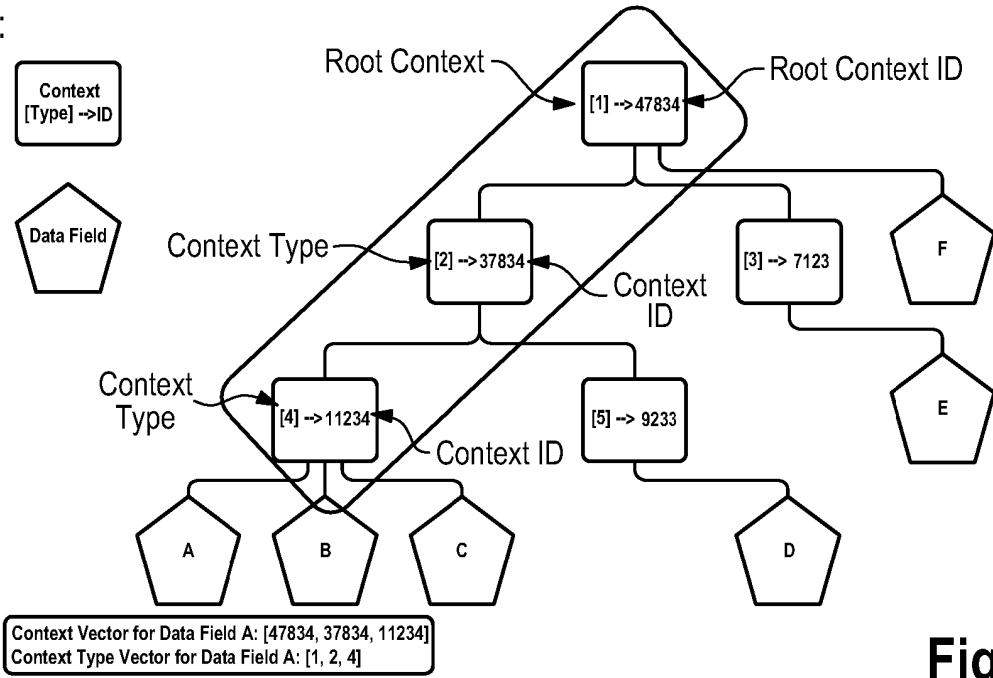 :
Context
[Type] -->ID
Data Field
Root Context
[1] -->47834
Root Context ID
Context Type
[2] -->37834
Context
ID
[3] --> 7123
F
Context
Type
[4] -->11234
Context ID
[5] --> 9233
E
A
B
C
D
Context Vector for Data Field A: [47834, 37834, 11234]
Context Type Vector for Data Field A: [1, 2, 4]
Fig